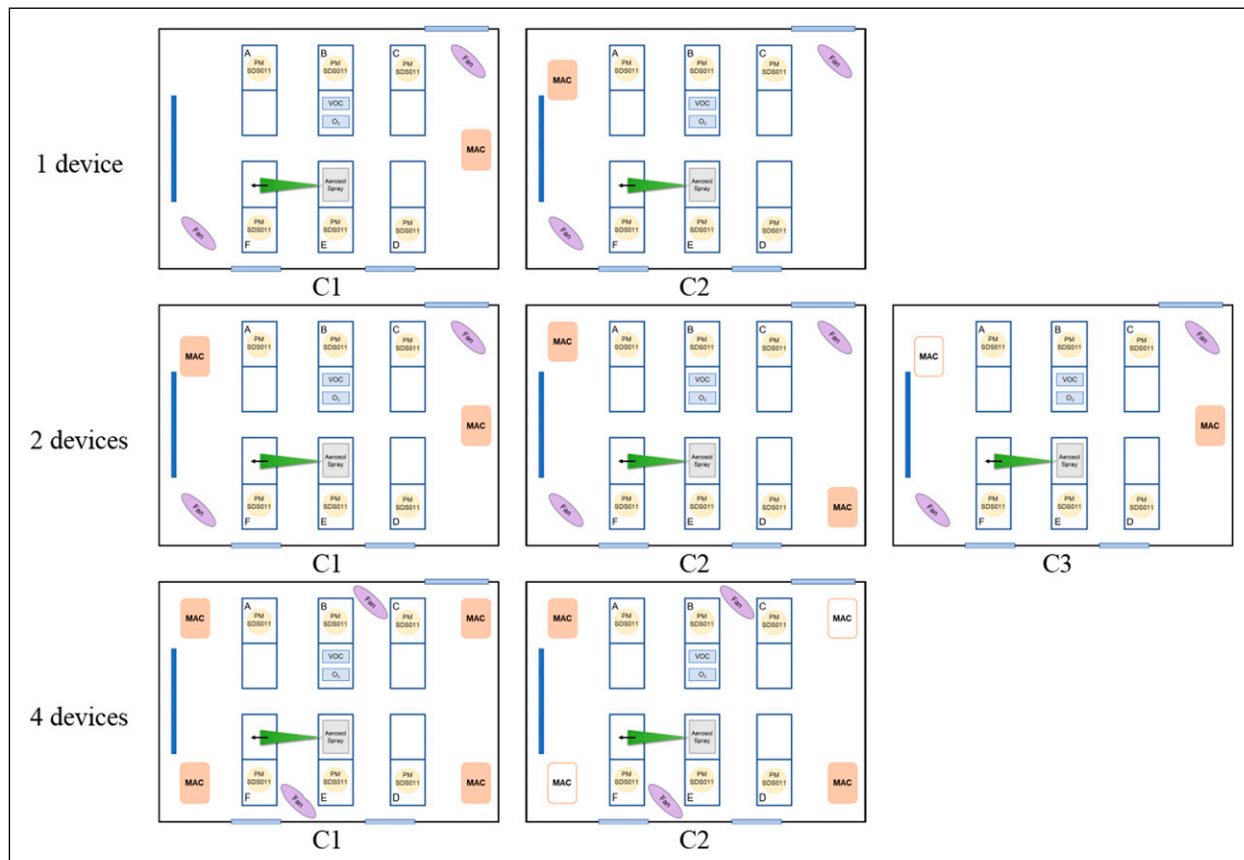 1 device
A
PM
SDS011
B
PM
SDS011
C
PM
SDS011
Fan
VOC
O₃
MAC
Aerosol
Spray
Fan
PM
SDS011
F
PM
SDS011
E
PM
SDS011
D
C1
A
PM
SDS011
B
PM
SDS011
C
PM
SDS011
Fan
MAC
VOC
O₃
Aerosol
Spray
Fan
PM
SDS011
F
PM
SDS011
E
PM
SDS011
D
C2
2 devices
A
PM
SDS011
B
PM
SDS011
C
PM
SDS011
Fan
MAC
VOC
O₃
MAC
Aerosol
Spray
Fan
PM
SDS011
F
PM
SDS011
E
PM
SDS011
D
C1
A
PM
SDS011
B
PM
SDS011
C
PM
SDS011
Fan
MAC
VOC
O₃
Aerosol
Spray
Fan
PM
SDS011
F
PM
SDS011
E
PM
SDS011
D
MAC
C2
A
PM
SDS011
B
PM
SDS011
C
PM
SDS011
Fan
MAC
VOC
O₃
MAC
Aerosol
Spray
Fan
PM
SDS011
F
PM
SDS011
E
PM
SDS011
D
C3
4 devices
MAC
A
PM
SDS011
B
PM
SDS011
Fan
C
PM
SDS011
MAC
VOC
O₃
Aerosol
Spray
MAC
PM
SDS011
F
Fan
PM
SDS011
E
PM
SDS011
D
MAC
C1
MAC
A
PM
SDS011
B
PM
SDS011
Fan
C
PM
SDS011
MAC
VOC
O₃
Aerosol
Spray
MAC
PM
SDS011
F
Fan
PM
SDS011
E
PM
SDS011
D
MAC
C2